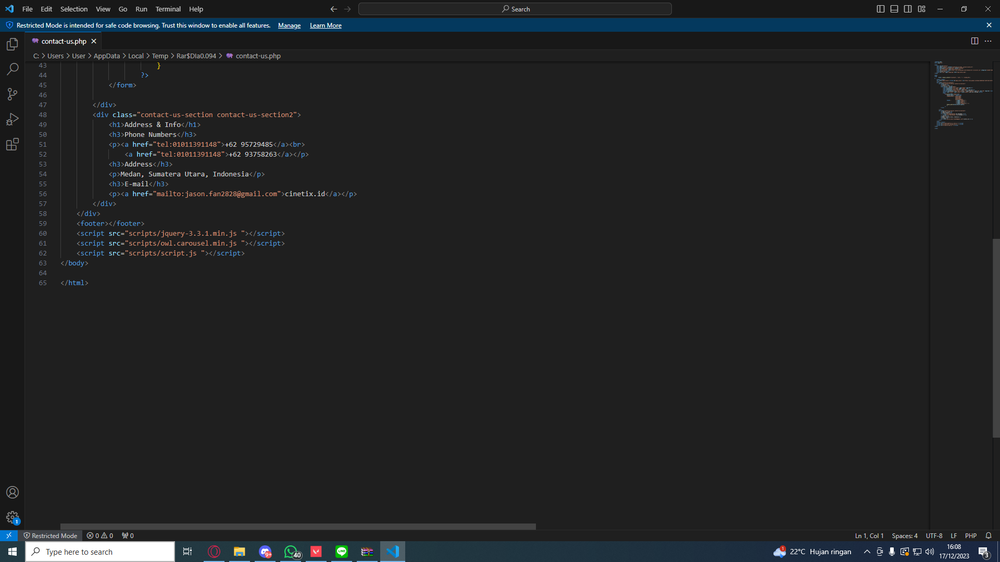 File Edit Selection View Go Run Terminal Help
Search
Restricted Mode is intended for safe code browsing. Trust this window to enable all features. Manage Learn More
contact-us.php
C: > Users > User > AppData > Local > Temp > Rar$DIa0.094 > contact-us.php
43 }
44 ?>
45 </form>
46
47 </div>
48 <div class="contact-us-section contact-us-section2">
49 <h1>Address & Info</h1>
50 <h3>Phone Numbers</h3>
51 <p><a href="tel:01011391148">+62 95729485</a><br>
52 <a href="tel:01011391148">+62 93758263</a></p>
53 <h3>Address</h3>
54 <p>Medan, Sumatera Utara, Indonesia</p>
55 <h3>E-mail</h3>
56 <p><a href="mailto:jason.fan2828@gmail.com">cinetix.id</a></p>
57 </div>
58 </div>
59 <footer></footer>
60 <script src="scripts/jquery-3.3.1.min.js "></script>
61 <script src="scripts/owl.carousel.min.js "></script>
62 <script src="scripts/script.js "></script>
63 </body>
64
65 </html>
1
Restricted Mode 0 0 0
Ln 1, Col 1 Spaces: 4 UTF-8 LF PHP
Type here to search
9+ 40 LINE
1 22°C Hujan ringan
16:08
17/12/2023
3